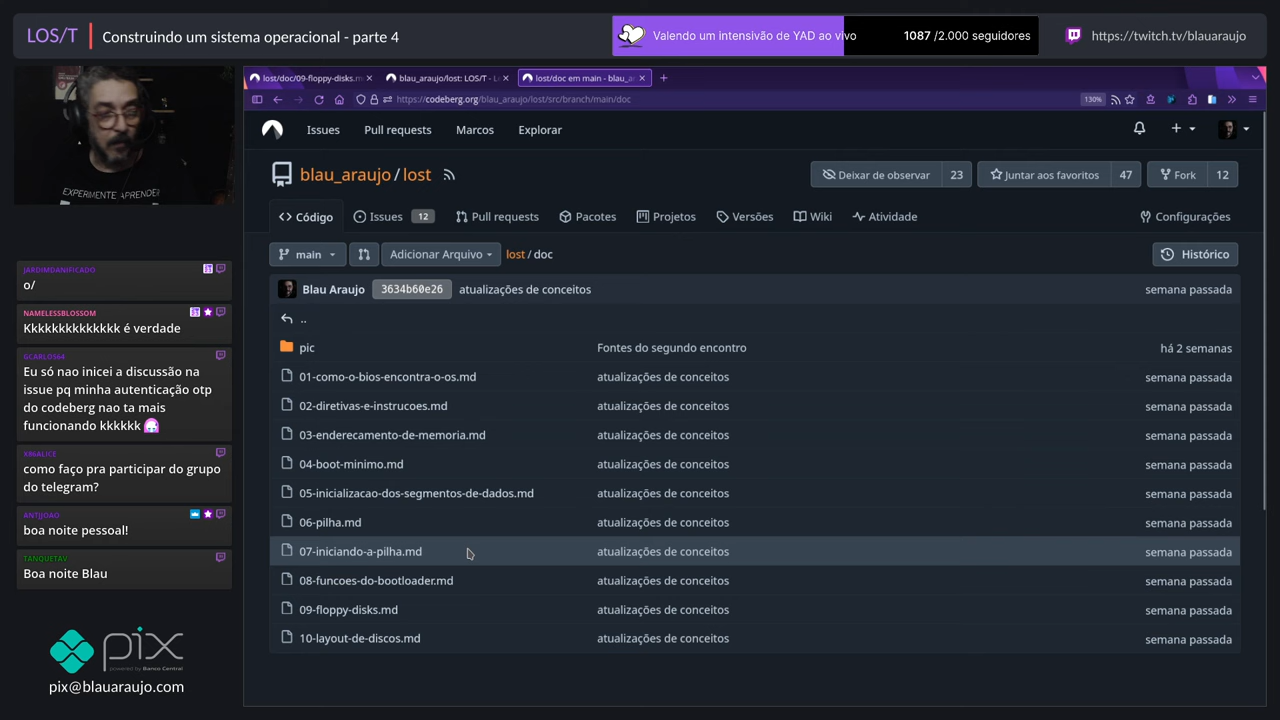 LOS/T
Construindo um sistema operacional - parte 4
Valendo um intensivão de YAD ao vivo
1087 /2.000 seguidores
https://twitch.tv/blauaraujo
lost/doc/09-floppy-disks.m
blau_araujo/lost: LOS/T - L
lost/doc em main - blau_a
https://codeberg.org/blau_araujo/lost/src/branch/main/doc
130%
EXPERIMENTE APRENDER
Issues
Pull requests
Marcos
Explorar
blau_araujo / lost
Deixar de observar 23
Juntar aos favoritos 47
Fork 12
Código
Issues 12
Pull requests
Pacotes
Projetos
Versões
Wiki
Atividade
Configurações
main
Adicionar Arquivo
lost / doc
Histórico
Blau Araujo 3634b60e26 atualizações de conceitos semana passada
..
pic Fontes do segundo encontro há 2 semanas
01-como-o-bios-encontra-o-os.md atualizações de conceitos semana passada
02-diretivas-e-instrucoes.md atualizações de conceitos semana passada
03-enderecamento-de-memoria.md atualizações de conceitos semana passada
04-boot-minimo.md atualizações de conceitos semana passada
05-inicializacao-dos-segmentos-de-dados.md atualizações de conceitos semana passada
06-pilha.md atualizações de conceitos semana passada
07-iniciando-a-pilha.md atualizações de conceitos semana passada
08-funcoes-do-bootloader.md atualizações de conceitos semana passada
09-floppy-disks.md atualizações de conceitos semana passada
10-layout-de-discos.md atualizações de conceitos semana passada
JARDIMDANIFICADO
o/
NAMELESSBLOSSOM
Kkkkkkkkkkkkk é verdade
GCARLOS64
Eu só nao inicei a discussão na
issue pq minha autenticação otp
do codeberg nao ta mais
funcionando kkkkkk
X86ALICE
como faço pra participar do grupo
do telegram?
ANTJJOAO
boa noite pessoal!
TANQUETAV
Boa noite Blau
pix
powered by Banco Central
pix@blauaraujo.com